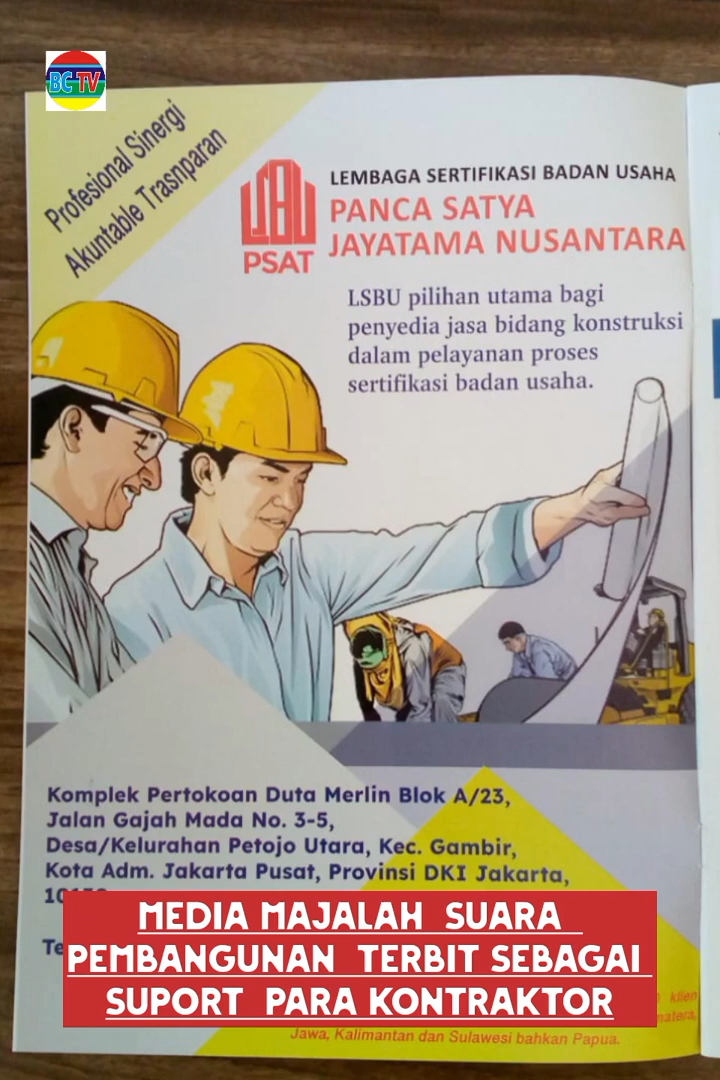 BCTV
Profesional Sinergi
Akuntable Trasnparan
LSBU
PSAT
LEMBAGA SERTIFIKASI BADAN USAHA
PANCA SATYA
JAYATAMA NUSANTARA
LSBU pilihan utama bagi
penyedia jasa bidang konstruksi
dalam pelayanan proses
sertifikasi badan usaha.
Komplek Pertokoan Duta Merlin Blok A/23,
Jalan Gajah Mada No. 3-5,
Desa/Kelurahan Petojo Utara, Kec. Gambir,
Kota Adm. Jakarta Pusat, Provinsi DKI Jakarta,
MEDIA MAJALAH SUARA
PEMBANGUNAN TERBIT SEBAGAI
SUPORT PARA KONTRAKTOR
klien
Jawa, Kalimantan dan Sulawesi bahkan Papua.